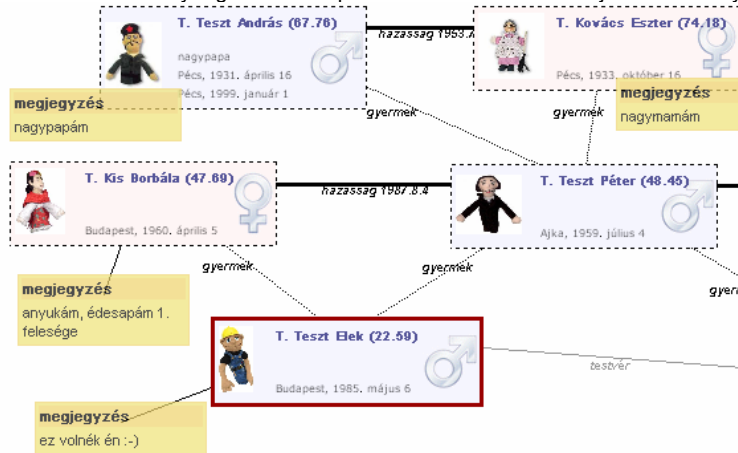 T. Teszt András (67.76)
nagypapa
Pécs, 1931. április 16
Pécs, 1999. január 1
T. Kovács Eszter (74.18)
Pécs, 1933. október 16
megjegyzés
nagypapám
megjegyzés
nagymamám
gyermek
gyermek
T. Kis Borbála (47.69)
Budapest, 1960. április 5
házasság 1987.8.4
T. Teszt Péter (48.45)
Ajka, 1959. július 4
gyermek
gyermek
megjegyzés
anyukám, édesapám 1.
felesége
T. Teszt Elek (22.59)
Budapest, 1985. május 6
testvér
megjegyzés
ez volnék én :-)